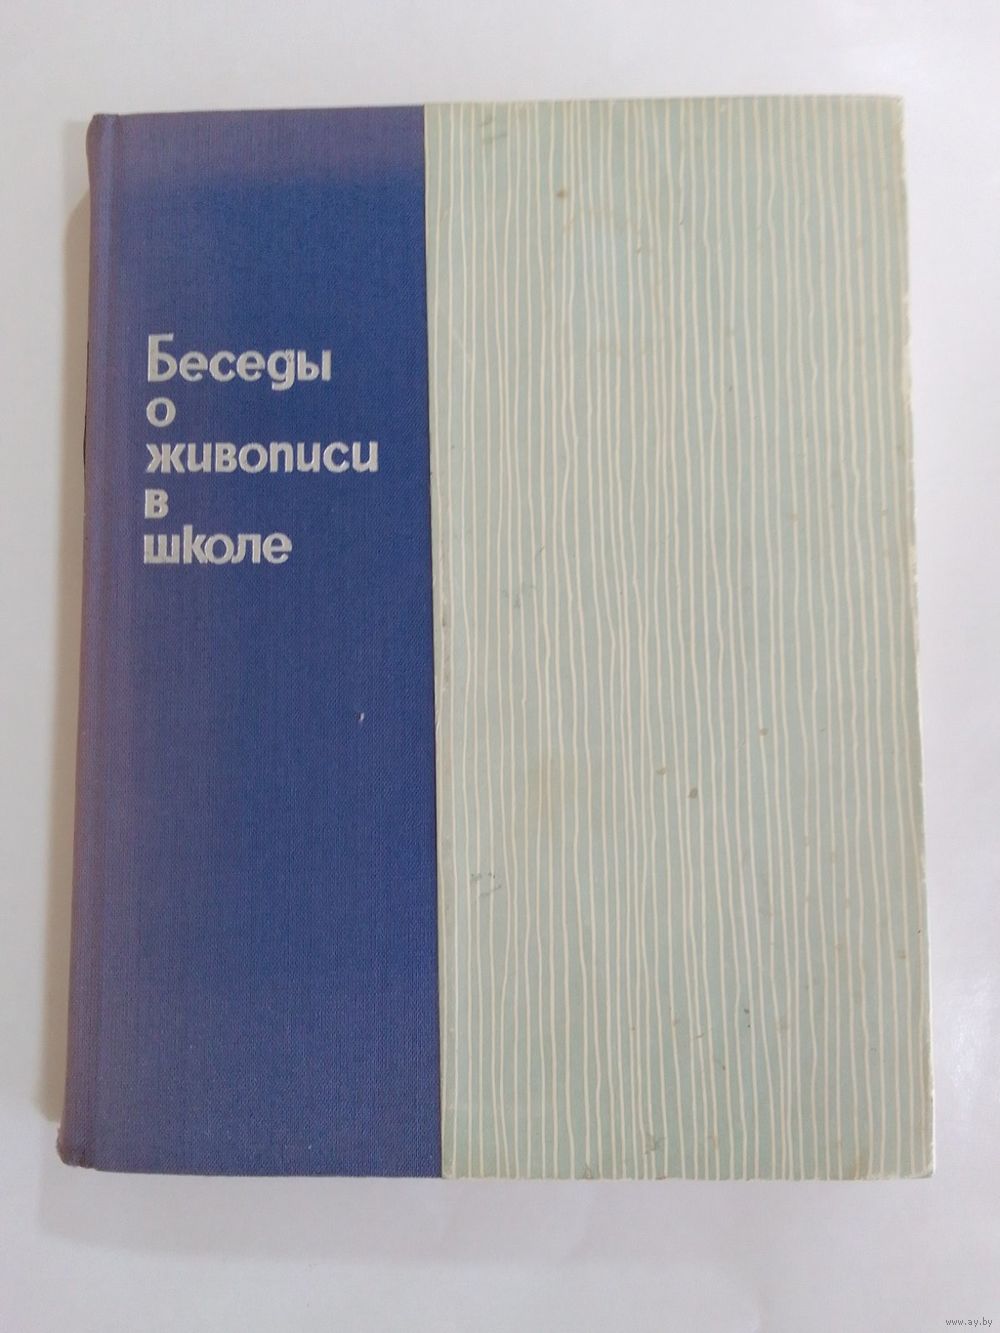 Беседы
о
живописи
в
школе
www.ay.by